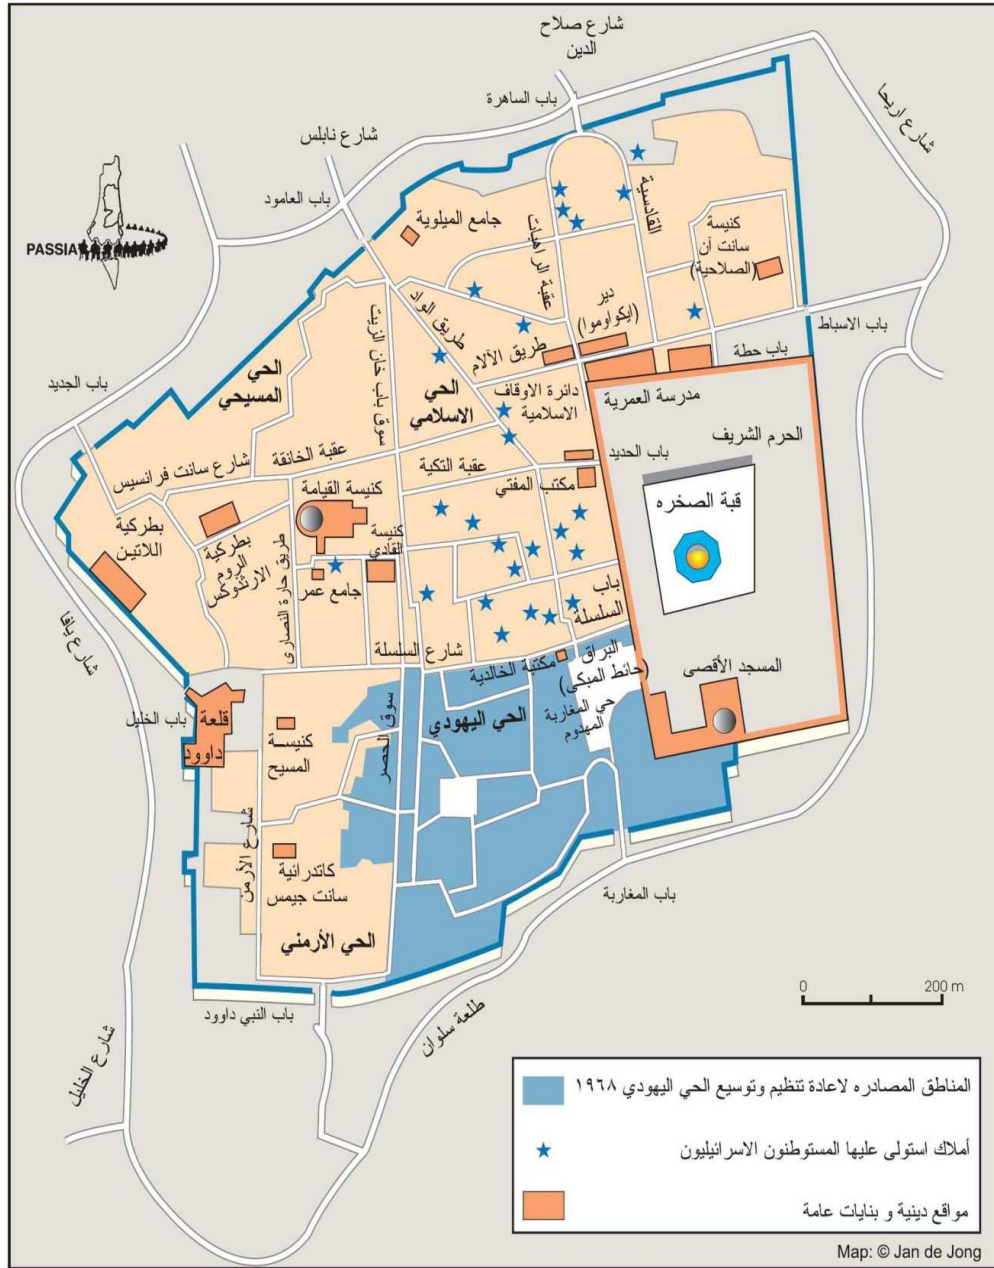 شارع صلاح
الدين
باب الساهرة
شارع نابلس
شارع اريحا
باب العامود
جامع الميلوية
القادسية
كنيسة
سانت آن
(الصلاحية)
عقبة الراهبات
دير
(ايكواوموا)
PASSIA
طريق الواد
طريق الآلام
باب الاسباط
باب حطة
سوق باب خان الزيت
الحي
المسيحي
الحي
الاسلامي
دائرة الاوقاف
الاسلامية
مدرسة العمرية
باب الجديد
الحرم الشريف
باب الحديد
شارع سانت فرانسيس
عقبة الخانقة
عقبة التكية
مكتب المفتي
قبة الصخره
كنيسة القيامة
كنيسة
القادي
بطركية
اللاتين
بطركية
الروم
الارثذوكس
طريق حارة النصارى
جامع عمر
باب
السلسلة
شارع السلسلة
البراق
(حائط المبكى)
مكتبة الخالدية
المسجد الأقصى
شارع يافا
باب الخليل
قلعة
داوود
كنيسة
المسيح
سوق الحصر
الحي اليهودي
حي المغاربة
المهدوم
شارع الأرمن
كاتدرائية
سانت جيمس
باب المغاربة
الحي الأرمني
باب النبي داوود
طلعة سلوان
شارع الخليل
0 200 m
المناطق المصادره لاعادة تنظيم وتوسيع الحي اليهودي ١٩٦٨
أملاك استولى عليها المستوطنون الاسرائيليون
مواقع دينية و بنايات عامة
Map: © Jan de Jong